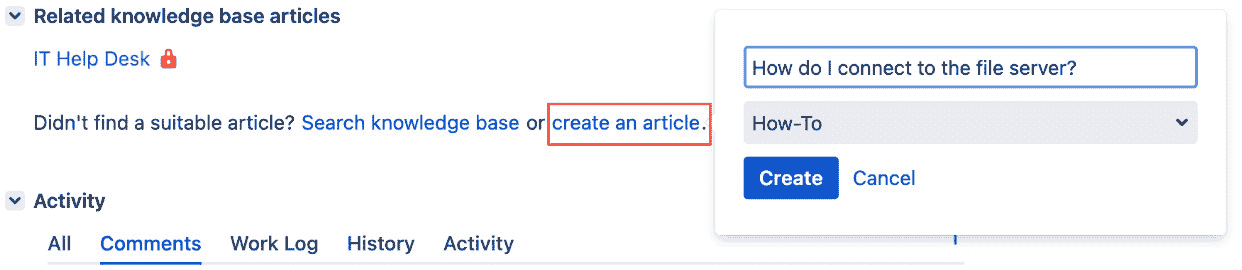 Related knowledge base articles
IT Help Desk
Didn't find a suitable article? Search knowledge base or create an article.
Activity
All Comments Work Log History Activity
How do I connect to the file server?
How-To
Create Cancel